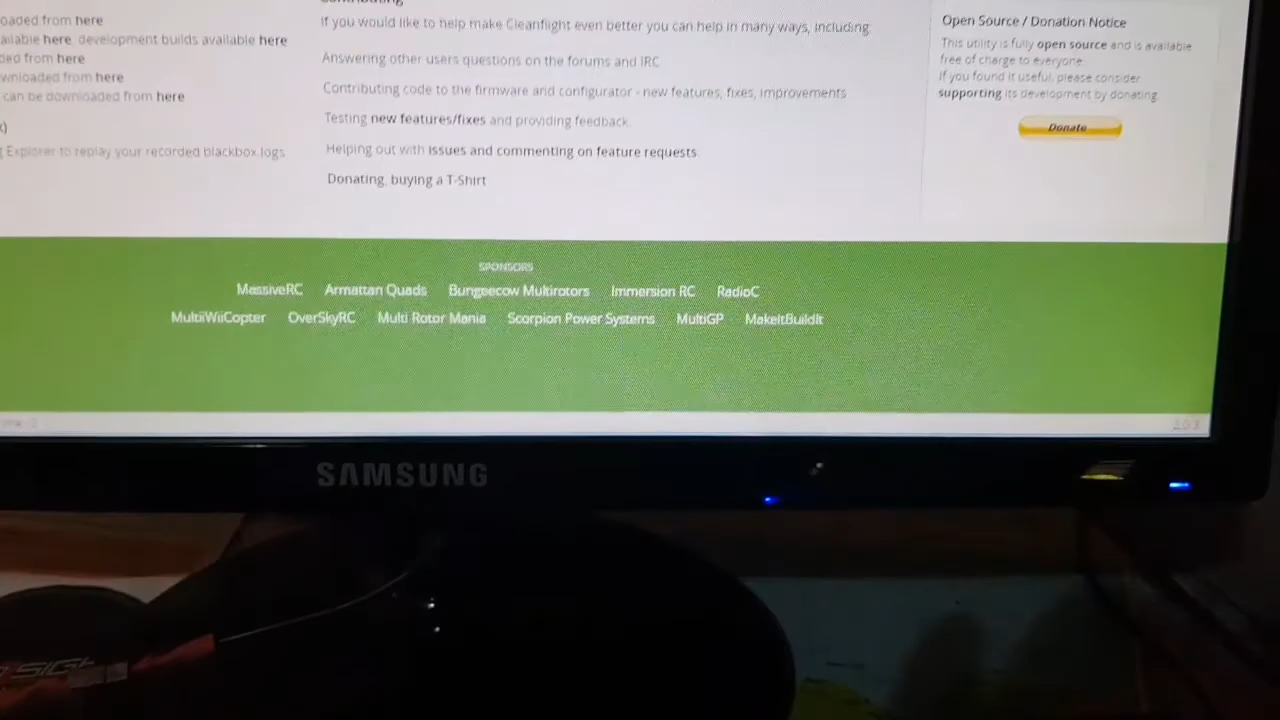 oaded from here
ailable here, development builds available here
ded from here
wnloaded from here
can be downloaded from here
Explorer to replay your recorded blackbox logs
Contributing
If you would like to help make Cleanflight even better you can help in many ways, including:
Answering other users questions on the forums and IRC
Contributing code to the firmware and configurator - new features, fixes, improvements
Testing new features/fixes and providing feedback.
Helping out with issues and commenting on feature requests.
Donating, buying a T-Shirt
Open Source / Donation Notice
This utility is fully open source and is available
free of charge to everyone.
If you found it useful, please consider
supporting its development by donating.
Donate
SPONSORS
MassiveRC Armattan Quads Bungeecow Multirotors Immersion RC RadioC
MultiWiiCopter OverSkyRC Multi Rotor Mania Scorpion Power Systems MultiGP MakeItBuildIt
SAMSUNG